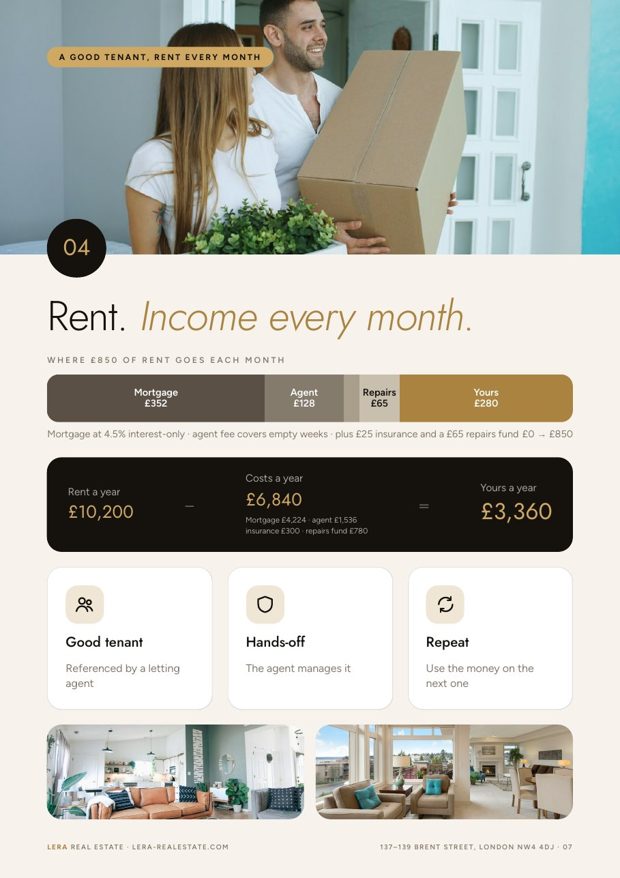 A GOOD TENANT, RENT EVERY MONTH
04
Rent. Income every month.
WHERE £850 OF RENT GOES EACH MONTH
Mortgage
£352
Agent
£128
Repairs
£65
Yours
£280
Mortgage at 4.5% interest-only · agent fee covers empty weeks · plus £25 insurance and a £65 repairs fund £0 → £850
Rent a year
£10,200
–
Costs a year
£6,840
Mortgage £4,224 · agent £1,536
insurance £300 · repairs fund £780
=
Yours a year
£3,360
Good tenant
Referenced by a letting
agent
Hands-off
The agent manages it
Repeat
Use the money on the
next one
LERA REAL ESTATE · LERA-REALESTATE.COM
137–139 BRENT STREET, LONDON NW4 4DJ · 07